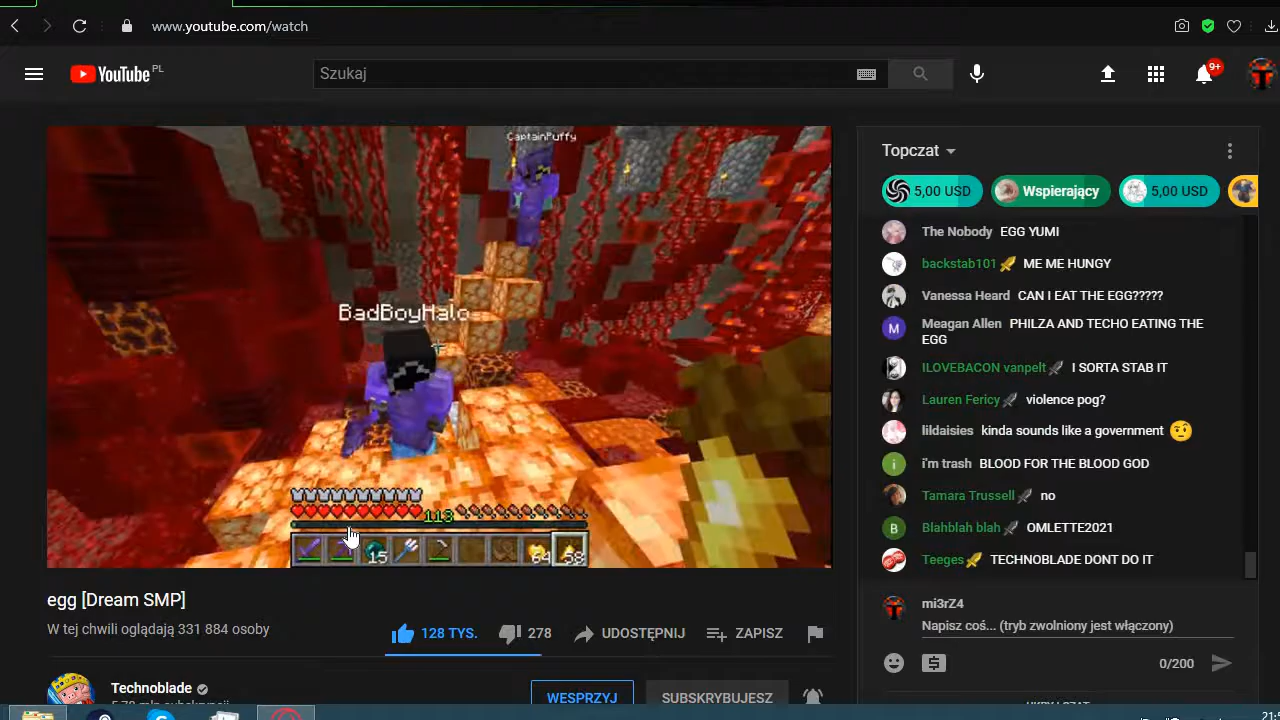 www.youtube.com/watch
YouTube PL
Szukaj
9+
CaptainPuffy
BadBoyHalo
113
15
64
58
egg [Dream SMP]
W tej chwili oglądają 331 884 osoby
128 TYS.
278
UDOSTĘPNIJ
ZAPISZ
Technoblade
WESPRZYJ
SUBSKRYBUJESZ
Topczat
5,00 USD
Wspierający
5,00 USD
The Nobody EGG YUMI
backstab101 ME ME HUNGY
Vanessa Heard CAN I EAT THE EGG?????
Meagan Allen PHILZA AND TECHO EATING THE
EGG
ILOVEBACON vanpelt I SORTA STAB IT
Lauren Fericy violence pog?
lildaisies kinda sounds like a government 🤨
i'm trash BLOOD FOR THE BLOOD GOD
Tamara Trussell no
Blahblah blah OMLETTE2021
Teeges TECHNOBLADE DONT DO IT
mi3rZ4
Napisz coś... (tryb zwolniony jest włączony)
0/200